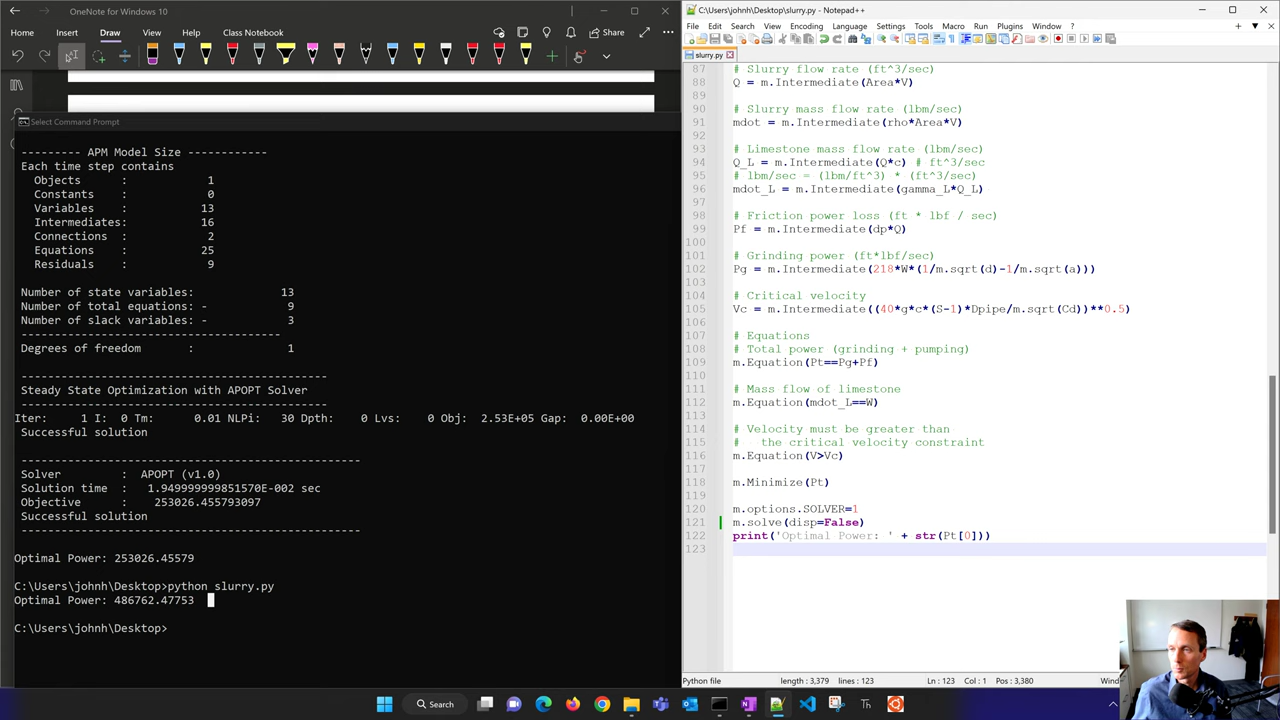 OneNote for Windows 10
Home Insert Draw View Help Class Notebook Share
Select Command Prompt
--------- APM Model Size ------------
Each time step contains
Objects : 1
Constants : 0
Variables : 13
Intermediates: 16
Connections : 2
Equations : 25
Residuals : 9
Number of state variables: 13
Number of total equations: - 9
Number of slack variables: - 3
---------------------------------------
Degrees of freedom : 1
----------------------------------------------
Steady State Optimization with APOPT Solver
----------------------------------------------
Iter: 1 I: 0 Tm: 0.01 NLPi: 30 Dpth: 0 Lvs: 0 Obj: 2.53E+05 Gap: 0.00E+00
Successful solution
---------------------------------------------------
Solver : APOPT (v1.0)
Solution time : 1.949999999851570E-002 sec
Objective : 253026.455793097
Successful solution
---------------------------------------------------
Optimal Power: 253026.45579
C:\Users\johnh\Desktop>python slurry.py
Optimal Power: 486762.47753
C:\Users\johnh\Desktop>
C:\Users\johnh\Desktop\slurry.py - Notepad++
File Edit Search View Encoding Language Settings Tools Macro Run Plugins Window ?
slurry.py
87 # Slurry flow rate (ft^3/sec)
88 Q = m.Intermediate(Area*V)
89
90 # Slurry mass flow rate (lbm/sec)
91 mdot = m.Intermediate(rho*Area*V)
92
93 # Limestone mass flow rate (lbm/sec)
94 Q_L = m.Intermediate(Q*c) # ft^3/sec
95 # lbm/sec = (lbm/ft^3) * (ft^3/sec)
96 mdot_L = m.Intermediate(gamma_L*Q_L)
97
98 # Friction power loss (ft * lbf / sec)
99 Pf = m.Intermediate(dp*Q)
100
101 # Grinding power (ft*lbf/sec)
102 Pg = m.Intermediate(218*W*(1/m.sqrt(d)-1/m.sqrt(a)))
103
104 # Critical velocity
105 Vc = m.Intermediate((40*g*c*(S-1)*Dpipe/m.sqrt(Cd))**0.5)
106
107 # Equations
108 # Total power (grinding + pumping)
109 m.Equation(Pt==Pg+Pf)
110
111 # Mass flow of limestone
112 m.Equation(mdot_L==W)
113
114 # Velocity must be greater than
115 # the critical velocity constraint
116 m.Equation(V>Vc)
117
118 m.Minimize(Pt)
119
120 m.options.SOLVER=1
121 m.solve(disp=False)
122 print('Optimal Power: ' + str(Pt[0]))
123
Python file length : 3,379 lines : 123 Ln : 123 Col : 1 Pos : 3,380 Wind
Search